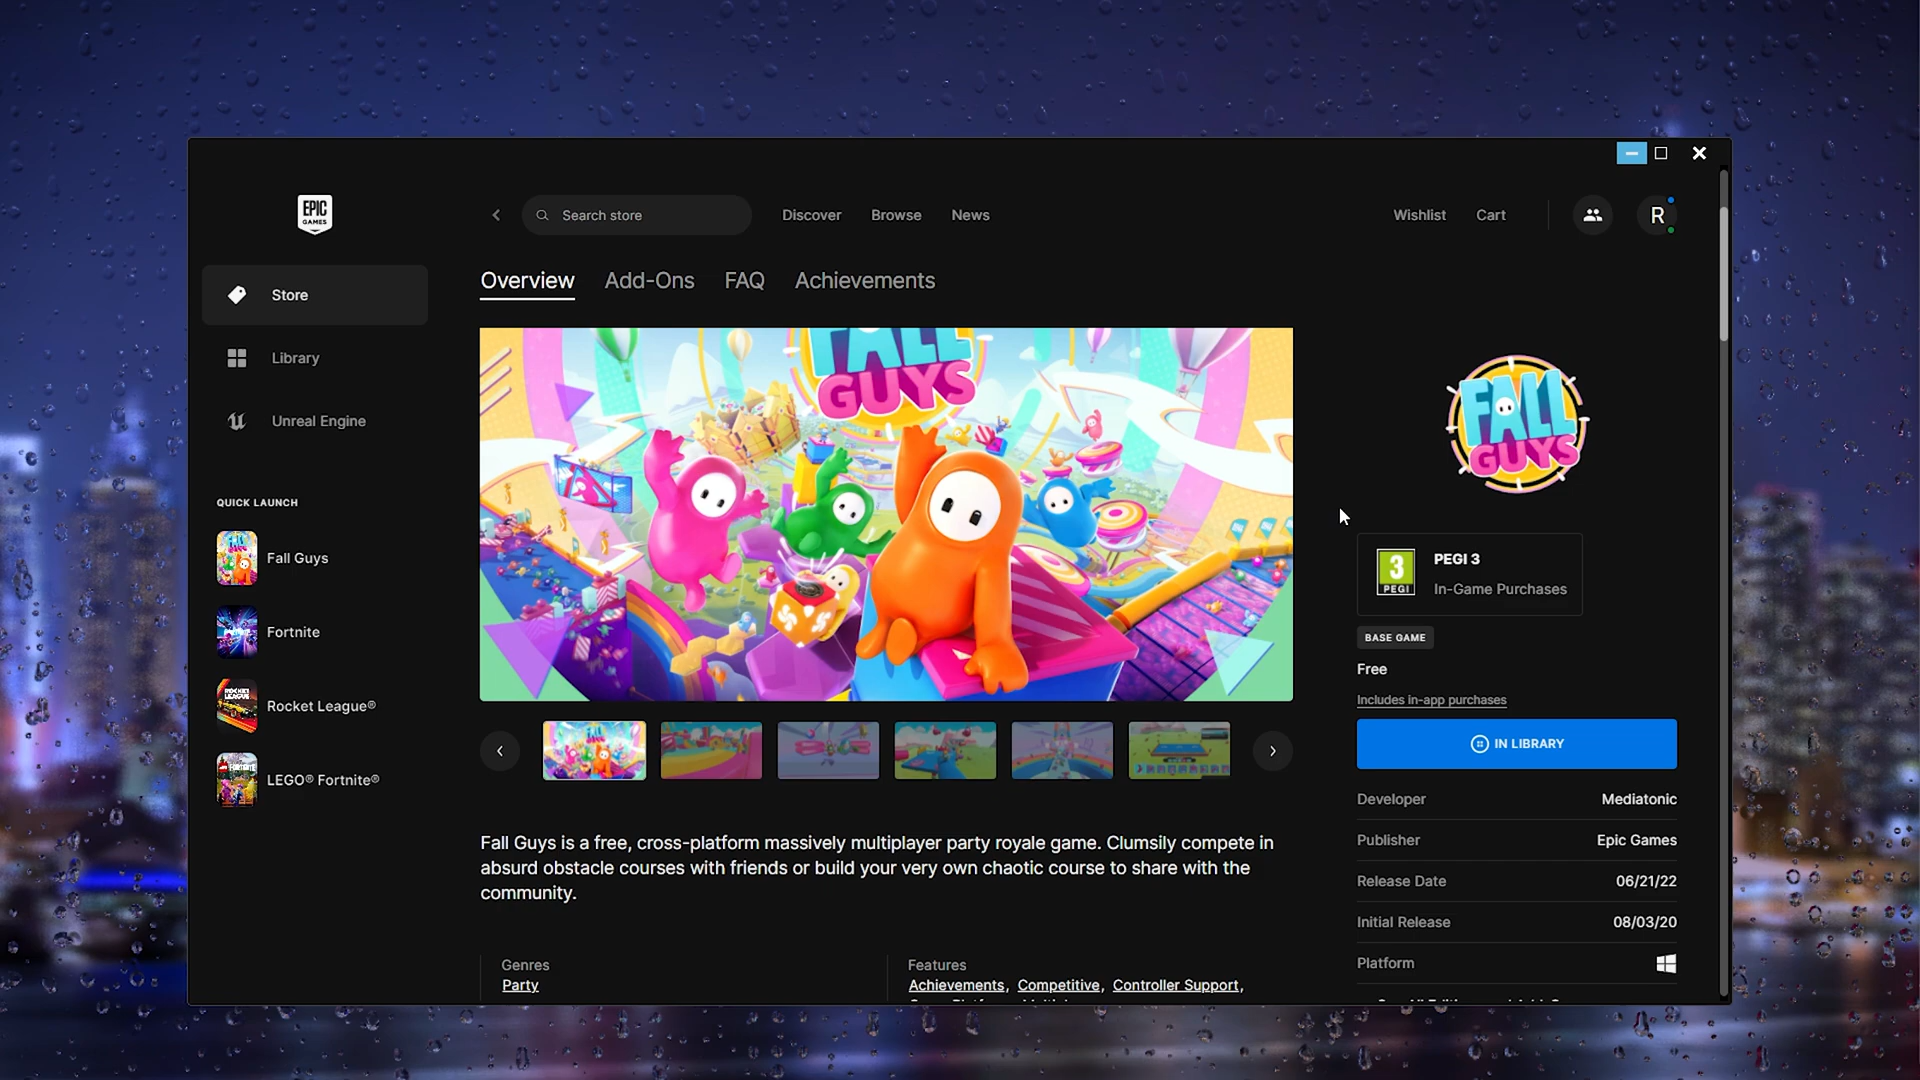 EPIC
GAMES
Search store
Discover
Browse
News
Wishlist
Cart
R
Store
Library
Unreal Engine
QUICK LAUNCH
Fall Guys
Fortnite
ROCKET
LEAGUE
Rocket League®
LEGO® Fortnite®
Overview
Add-Ons
FAQ
Achievements
FALL
GUYS
FALL
GUYS
3
PEGI
PEGI 3
In-Game Purchases
BASE GAME
Free
Includes in-app purchases
IN LIBRARY
Developer Mediatonic
Publisher Epic Games
Release Date 06/21/22
Initial Release 08/03/20
Platform
Fall Guys is a free, cross-platform massively multiplayer party royale game. Clumsily compete in
absurd obstacle courses with friends or build your very own chaotic course to share with the
community.
Genres
Party
Features
Achievements, Competitive, Controller Support,